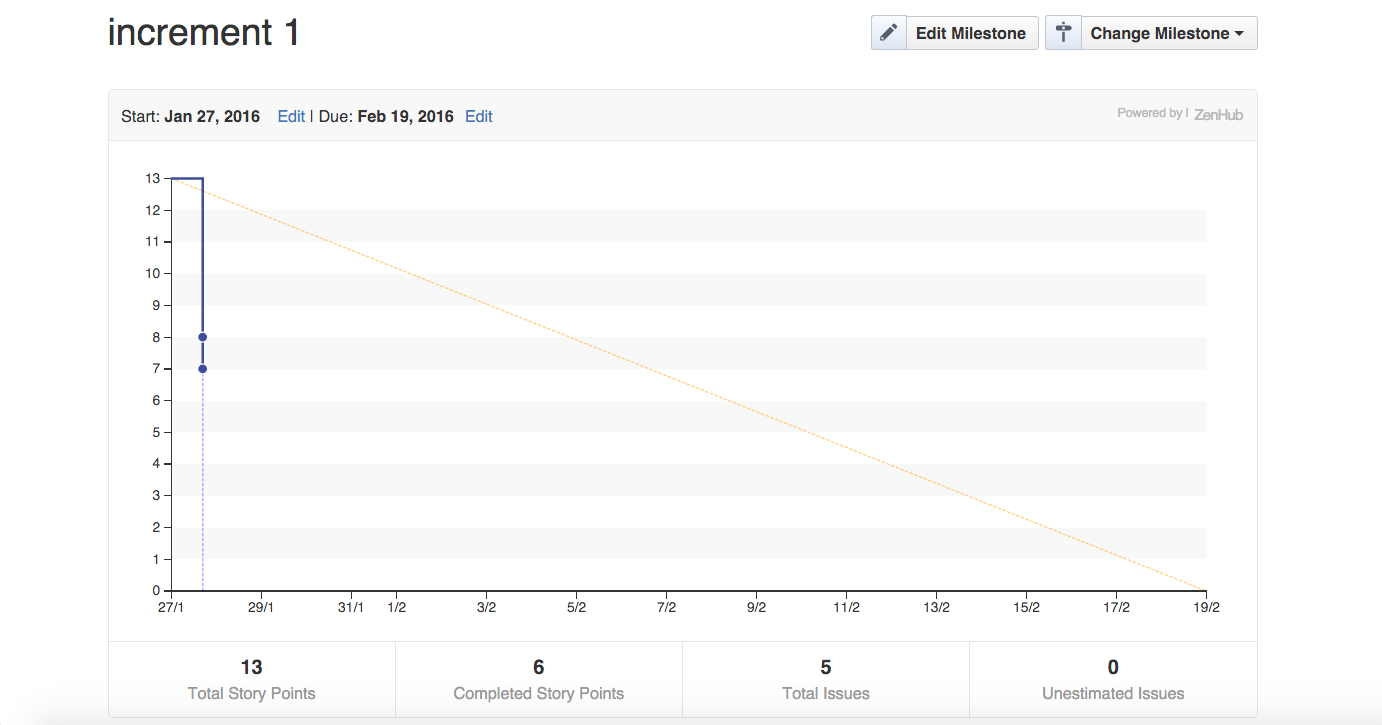 increment 1
Edit Milestone
Change Milestone
Start: Jan 27, 2016 Edit | Due: Feb 19, 2016 Edit
Powered by | ZenHub
13
12
11
10
9
8
7
6
5
4
3
2
1
0
27/1 29/1 31/1 1/2 3/2 5/2 7/2 9/2 11/2 13/2 15/2 17/2 19/2
13
Total Story Points
6
Completed Story Points
5
Total Issues
0
Unestimated Issues